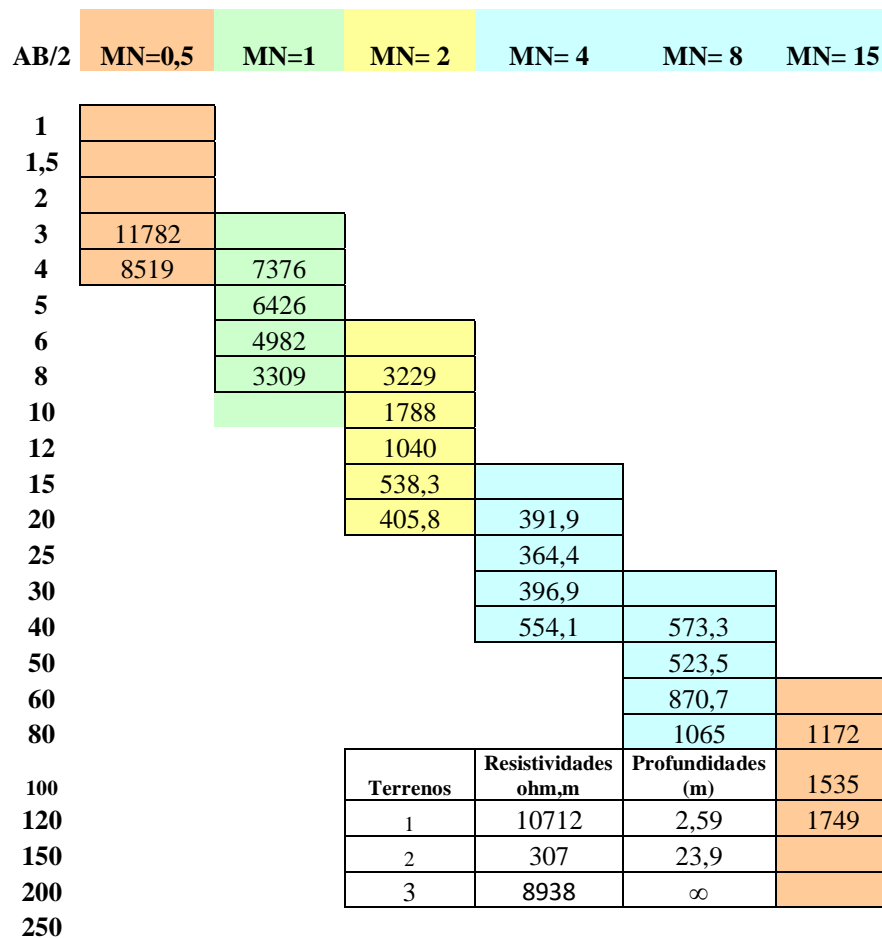 AB/2 MN=0,5 MN=1 MN= 2 MN= 4 MN= 8 MN= 15
1
1,5
2
3 11782
4 8519 7376
5 6426
6 4982
8 3309 3229
10 1788
12 1040
15 538,3
20 405,8 391,9
25 364,4
30 396,9
40 554,1 573,3
50 523,5
60 870,7
80 1065 1172
100 Terrenos Resistividades ohm,m Profundidades (m) 1535
120 1 10712 2,59 1749
150 2 307 23,9
200 3 8938 ∞
250